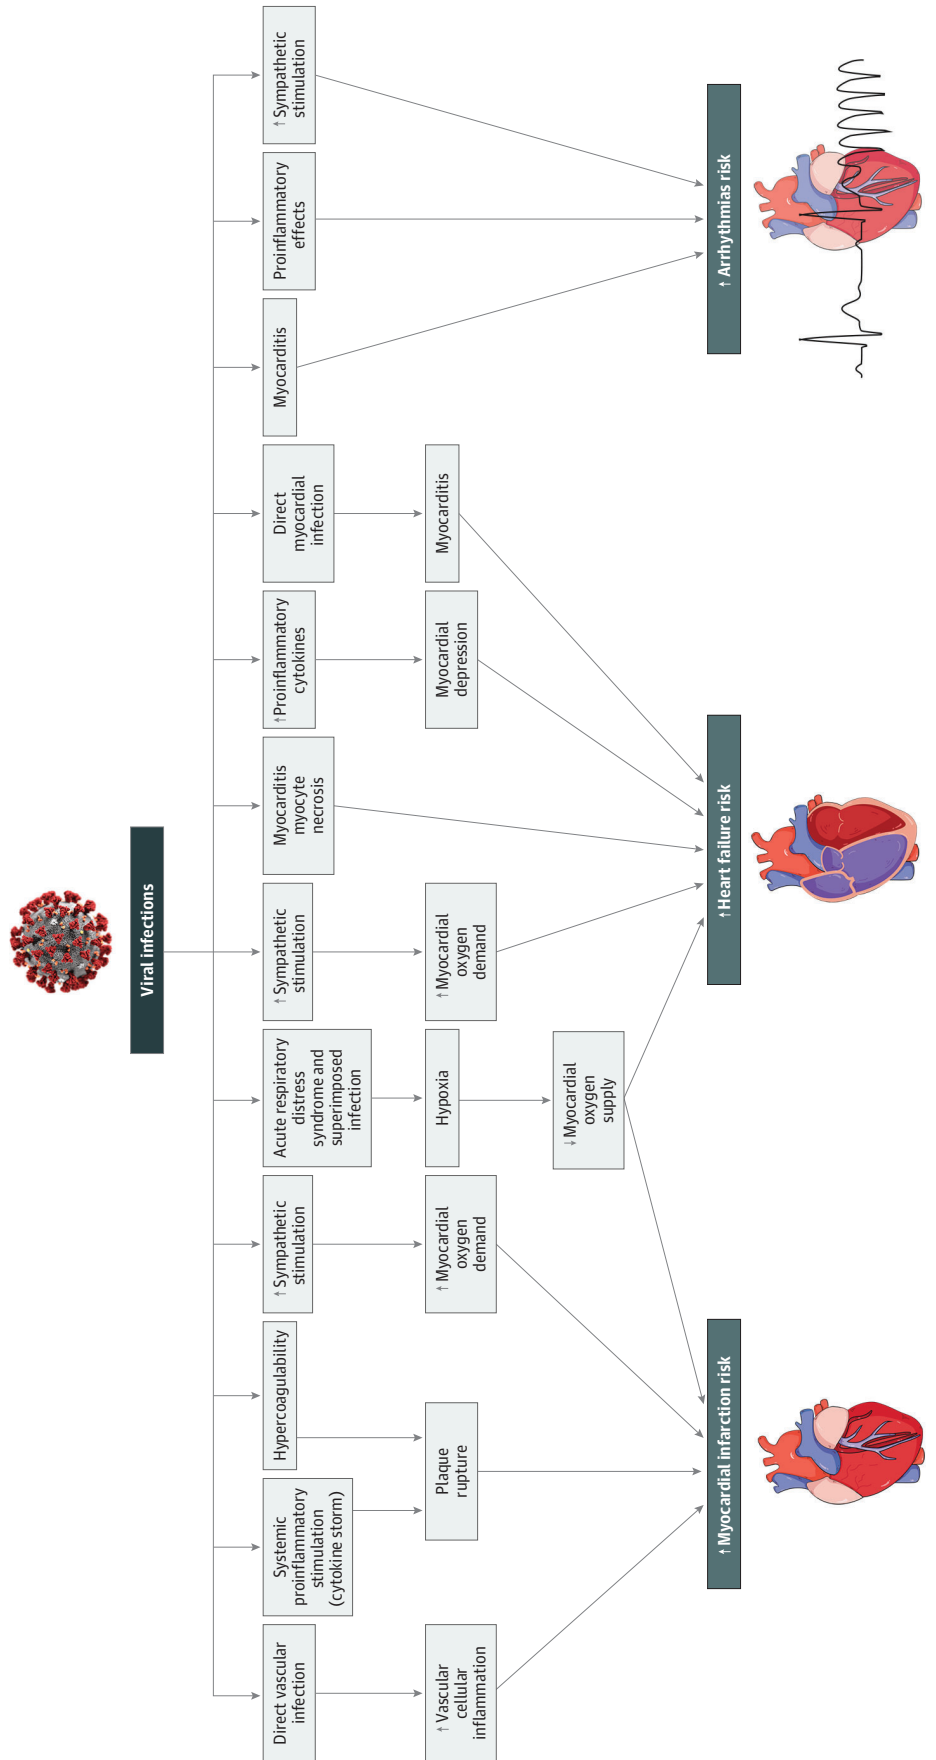 Viral infections
Direct vascular
infection
Systemic
proinflammatory
stimulation
(cytokine storm)
Hypercoagulability
↑ Sympathetic
stimulation
Acute respiratory
distress
syndrome and
superimposed
infection
↑ Sympathetic
stimulation
Myocarditis
myocyte
necrosis
↑Proinflammatory
cytokines
Direct
myocardial
infection
Myocarditis
Proinflammatory
effects
↑ Sympathetic
stimulation
↑ Vascular
cellular
inflammation
Plaque
rupture
↑ Myocardial
oxygen
demand
Hypoxia
↑ Myocardial
oxygen
demand
Myocardial
depression
Myocarditis
↓ Myocardial
oxygen
supply
↑ Myocardial infarction risk
↑ Heart failure risk
↑ Arrhythmias risk